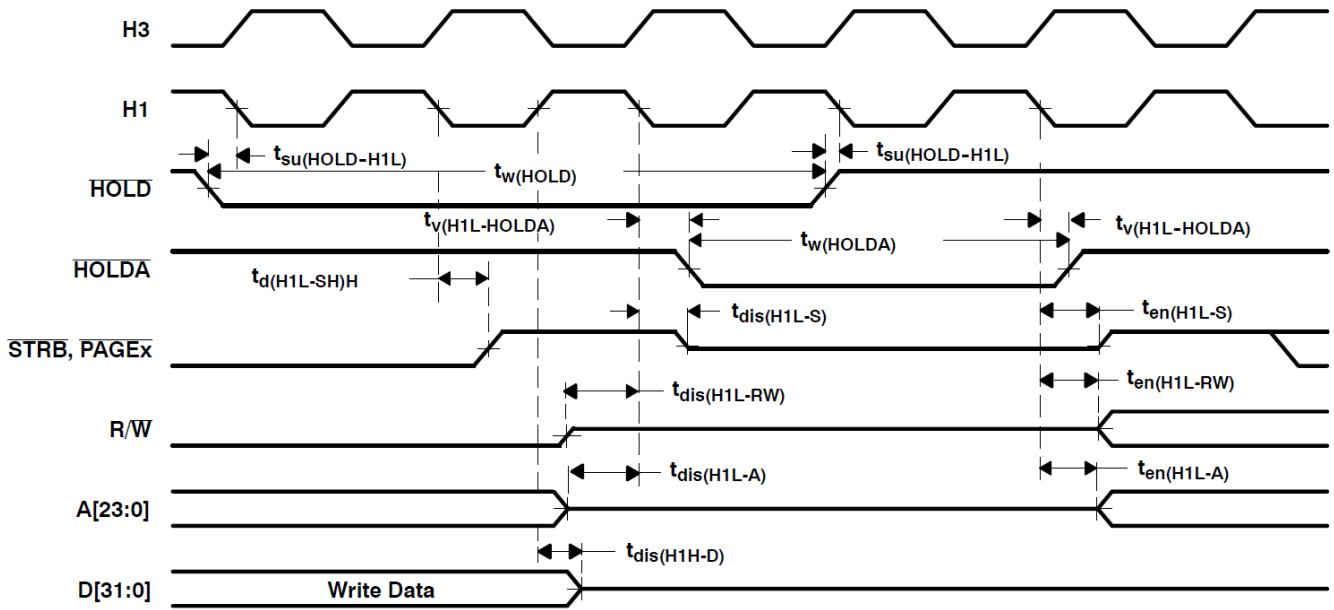 H3
H1
tsu(HOLD-H1L)
tsu(HOLD-H1L)
HOLD
tw(HOLD)
tv(H1L-HOLDA)
tw(HOLDA)
tv(H1L-HOLDA)
HOLDA
td(H1L-SH)H
tdis(H1L-S)
ten(H1L-S)
STRB, PAGEx
tdis(H1L-RW)
ten(H1L-RW)
R/W
tdis(H1L-A)
ten(H1L-A)
A[23:0]
tdis(H1H-D)
D[31:0]
Write Data